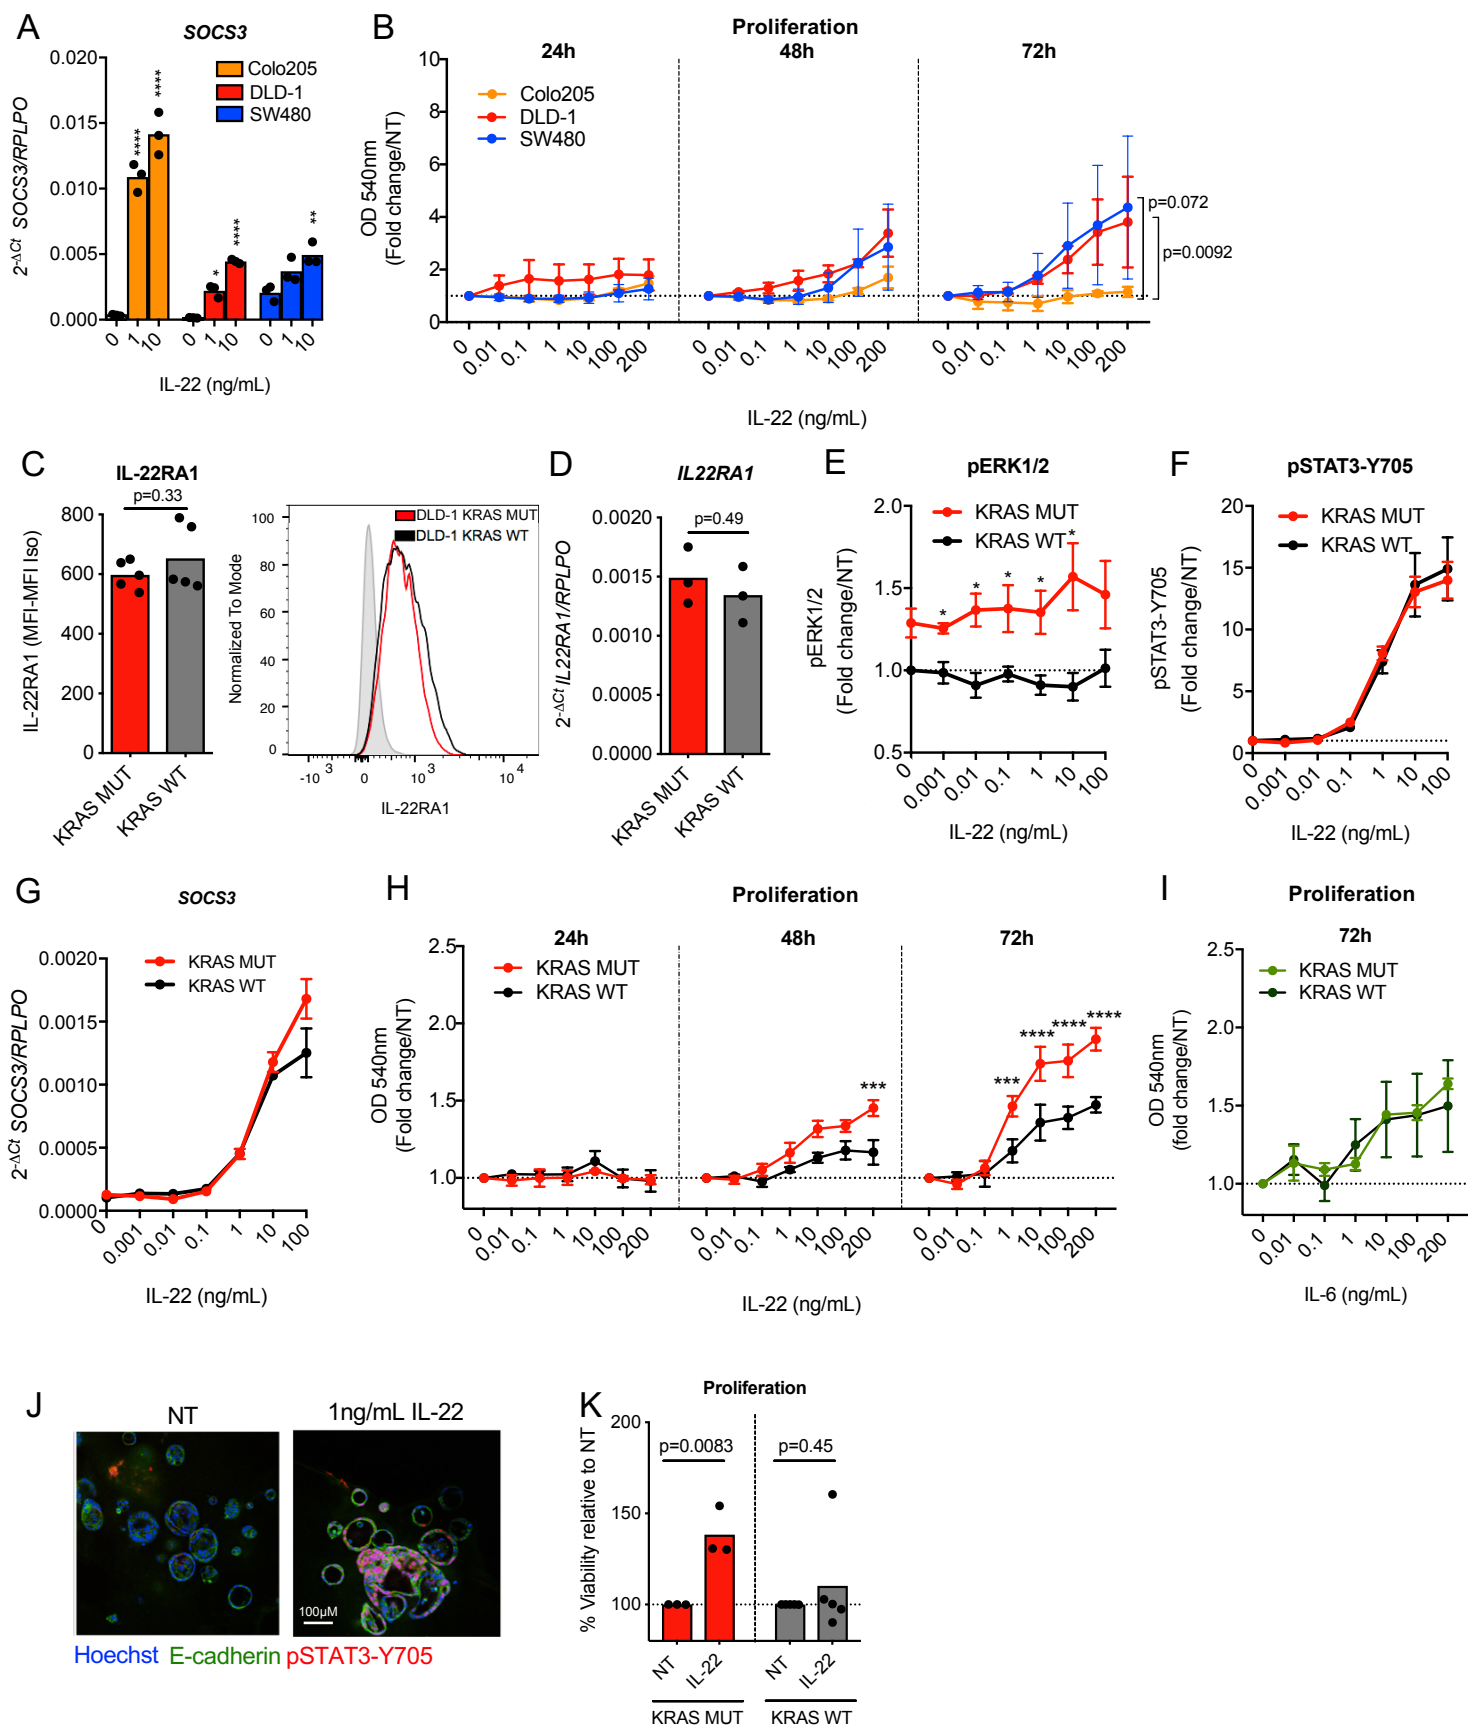 A
SOCS3
2-ΔCt SOCS3/RPLPO
0.020
0.015
0.010
0.005
0.000
Colo205
DLD-1
SW480
****
****
*
****
**
0 1 10 0 1 10 0 1 10
IL-22 (ng/mL)
B
Proliferation
24h 48h 72h
OD 540nm
(Fold change/NT)
10
8
6
4
2
0
Colo205
DLD-1
SW480
p=0.072
p=0.0092
0 0.01 0.1 1 10 100 200 0 0.01 0.1 1 10 100 200 0 0.01 0.1 1 10 100 200
IL-22 (ng/mL)
C
IL-22RA1
p=0.33
IL-22RA1 (MFI-MFI Iso)
800
600
400
200
0
KRAS MUT
KRAS WT
DLD-1 KRAS MUT
DLD-1 KRAS WT
Normalized To Mode
100
80
60
40
20
0
-10 3 0 10 3 10 4
IL-22RA1
D
IL22RA1
p=0.49
2-ΔCt IL22RA1/RPLPO
0.0020
0.0015
0.0010
0.0005
0.0000
KRAS MUT
KRAS WT
E
pERK1/2
KRAS MUT
KRAS WT
pERK1/2
(Fold change/NT)
2.0
1.5
1.0
0.5
* * * * *
0 0.001 0.01 0.1 1 10 100
IL-22 (ng/mL)
F
pSTAT3-Y705
KRAS MUT
KRAS WT
pSTAT3-Y705
(Fold change/NT)
20
15
10
5
0
0 0.001 0.01 0.1 1 10 100
IL-22 (ng/mL)
G
SOCS3
KRAS MUT
KRAS WT
2-ΔCt SOCS3/RPLPO
0.0020
0.0015
0.0010
0.0005
0.0000
0 0.001 0.01 0.1 1 10 100
IL-22 (ng/mL)
H
Proliferation
24h 48h 72h
KRAS MUT
KRAS WT
OD 540nm
(Fold change/NT)
2.5
2.0
1.5
1.0
***
*** **** **** ****
0 0.01 0.1 1 10 100 200 0 0.01 0.1 1 10 100 200 0 0.01 0.1 1 10 100 200
IL-22 (ng/mL)
I
Proliferation
72h
KRAS MUT
KRAS WT
OD 540nm
(fold change/NT)
2.5
2.0
1.5
1.0
0 0.01 0.1 1 10 100 200
IL-6 (ng/mL)
J
NT
1ng/mL IL-22
100μM
Hoechst E-cadherin pSTAT3-Y705
K
Proliferation
% Viability relative to NT
200
150
100
p=0.0083
p=0.45
NT IL-22 NT IL-22
KRAS MUT KRAS WT